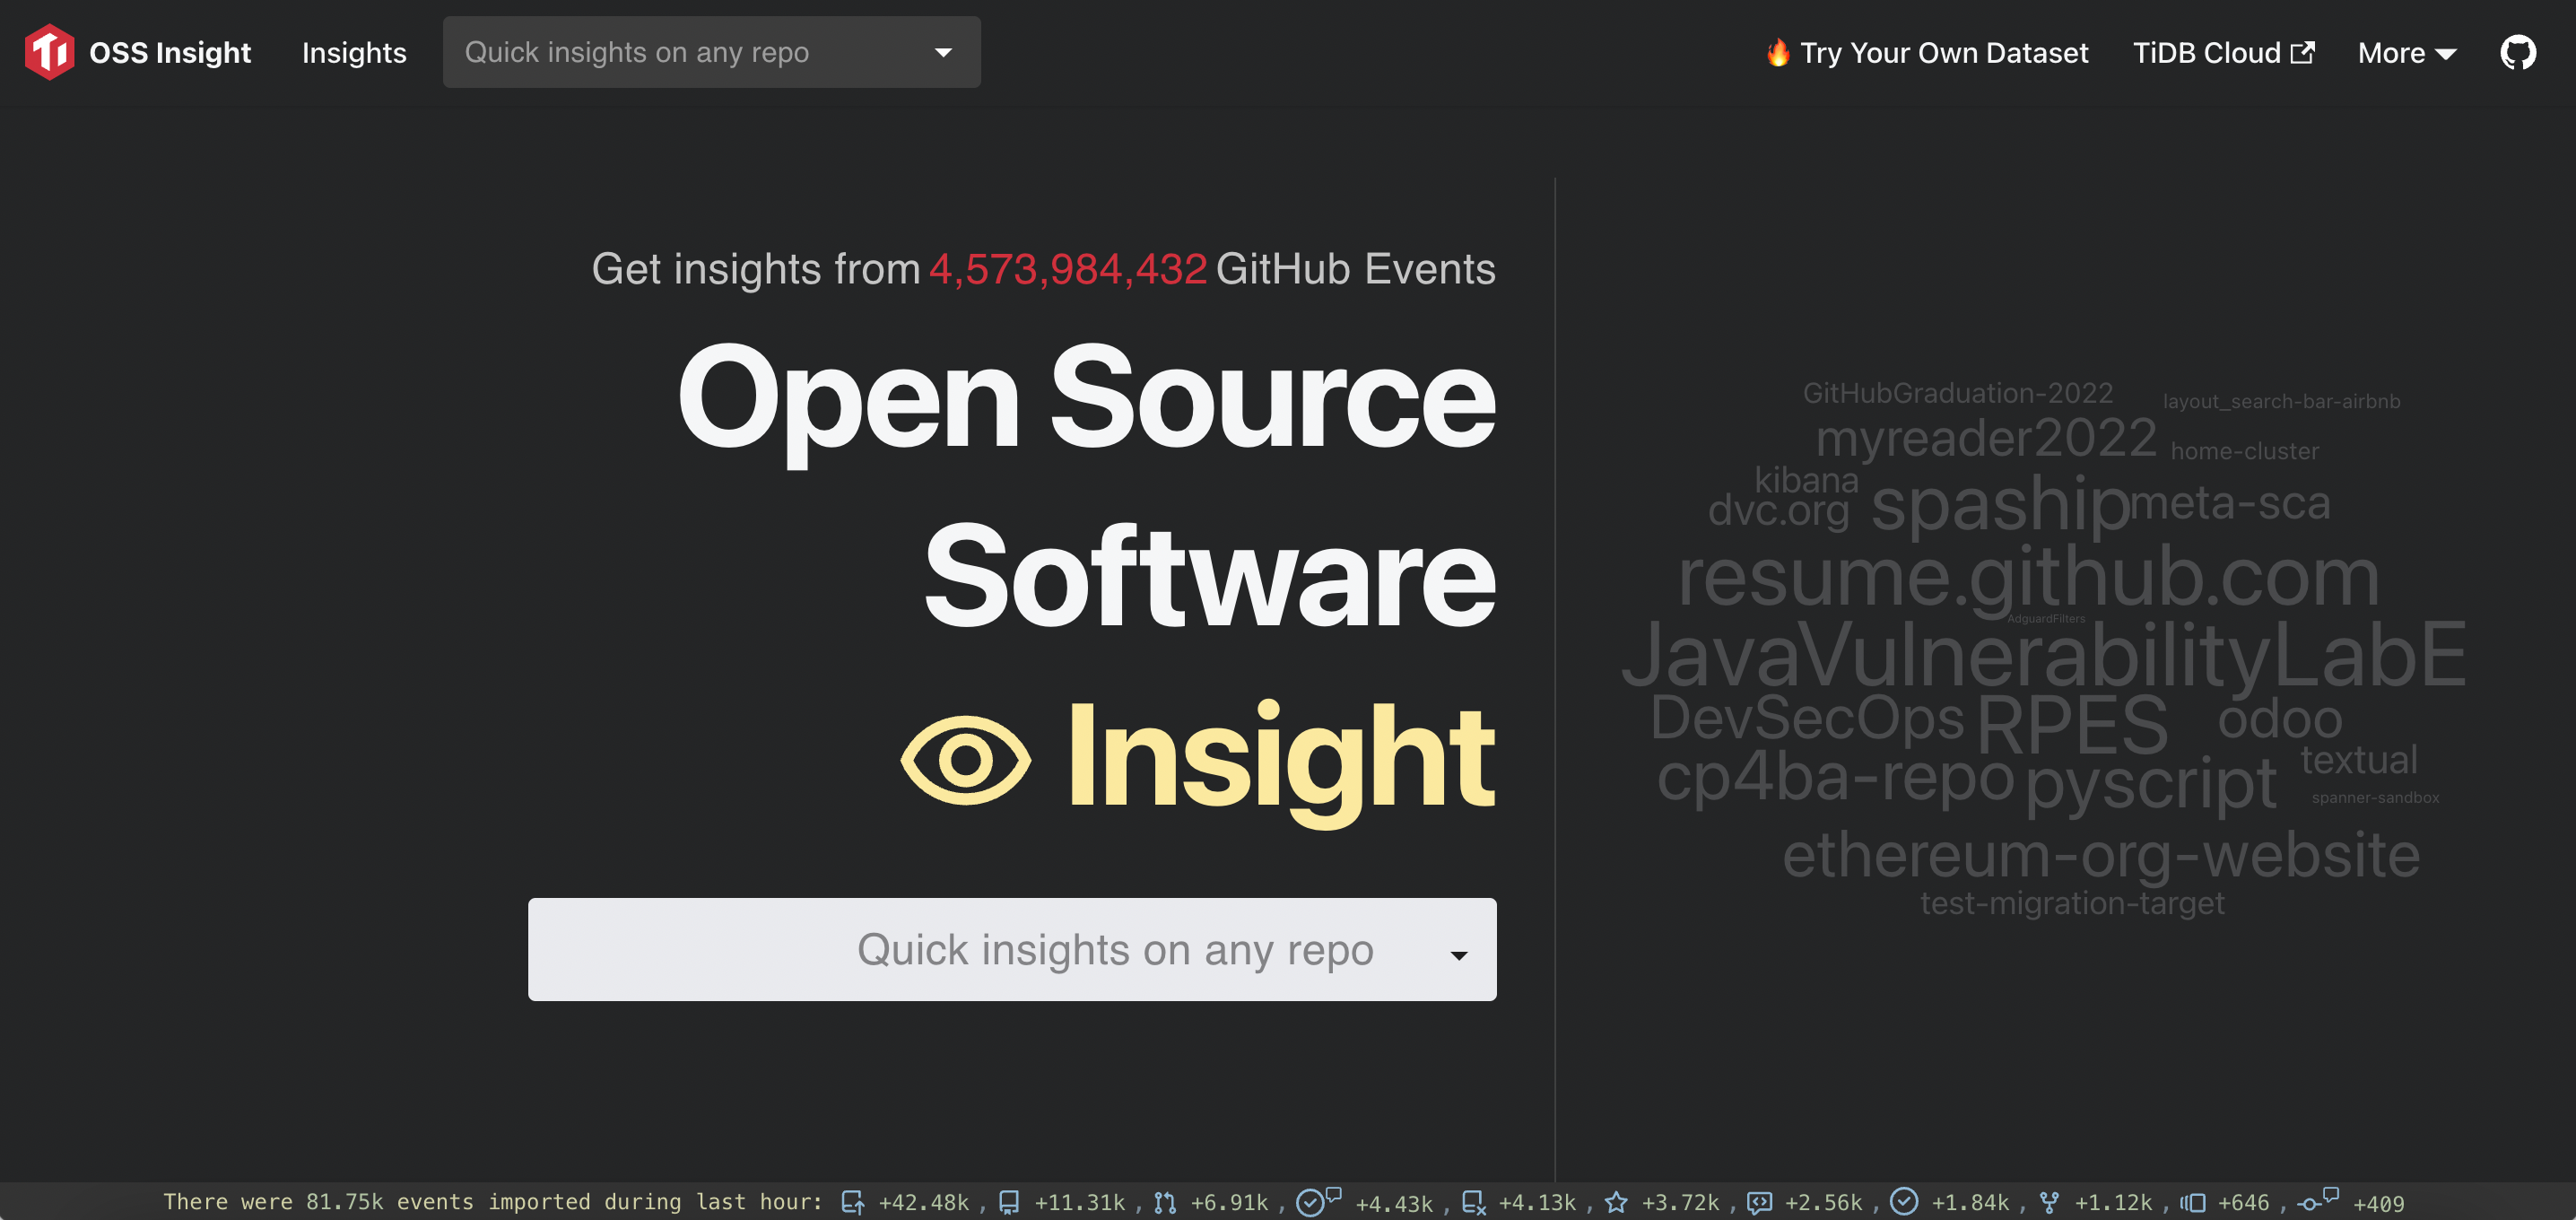 OSS Insight
Insights
Quick insights on any repo
🔥 Try Your Own Dataset
TiDB Cloud
More
Get insights from 4,573,984,432 GitHub Events
Open Source
Software
Insight
Quick insights on any repo
GitHubGraduation-2022
layout_search-bar-airbnb
myreader2022
home-cluster
kibana
dvc.org
spaship
meta-sca
resume.github.com
AdguardFilters
JavaVulnerabilityLabE
DevSecOps
RPES
odoo
cp4ba-repo
pyscript
textual
spanner-sandbox
ethereum-org-website
test-migration-target
There were 81.75k events imported during last hour: +42.48k , +11.31k , +6.91k , +4.43k , +4.13k , +3.72k , +2.56k , +1.84k , +1.12k , +646 , +409